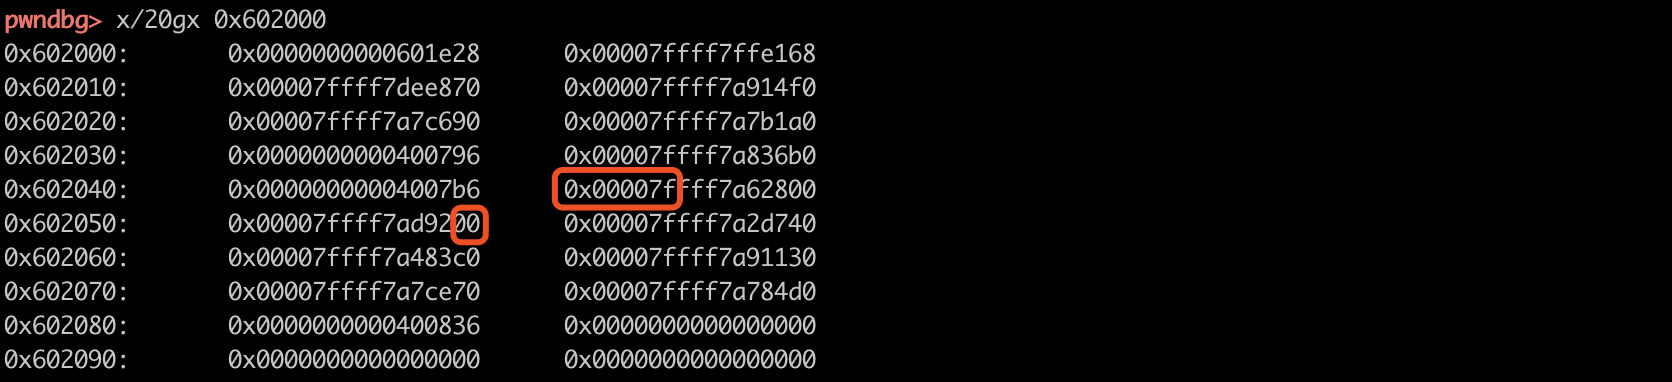 pwndbg> x/20gx 0x602000
0x602000: 0x0000000000601e28 0x00007ffff7ffe168
0x602010: 0x00007ffff7dee870 0x00007ffff7a914f0
0x602020: 0x00007ffff7a7c690 0x00007ffff7a7b1a0
0x602030: 0x0000000000400796 0x00007ffff7a836b0
0x602040: 0x00000000004007b6 0x00007ffff7a62800
0x602050: 0x00007ffff7ad9200 0x00007ffff7a2d740
0x602060: 0x00007ffff7a483c0 0x00007ffff7a91130
0x602070: 0x00007ffff7a7ce70 0x00007ffff7a784d0
0x602080: 0x0000000000400836 0x0000000000000000
0x602090: 0x0000000000000000 0x0000000000000000